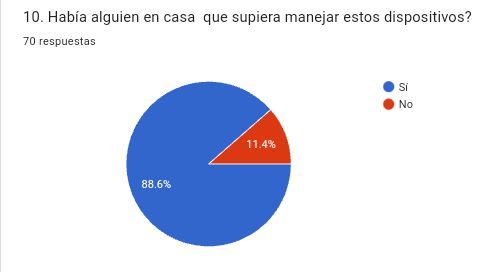 10. Había alguien en casa  que supiera manejar estos dispositivos?
70 respuestas
Sí
No
11.4%
88.6%